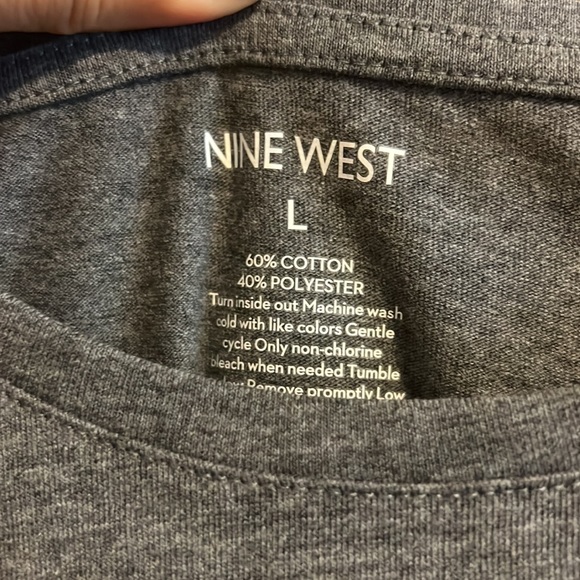 NINE WEST
L
60% COTTON
40% POLYESTER
Turn inside out Machine wash
cold with like colors Gentle
cycle Only non-chlorine
bleach when needed Tumble
Remove promptly Low